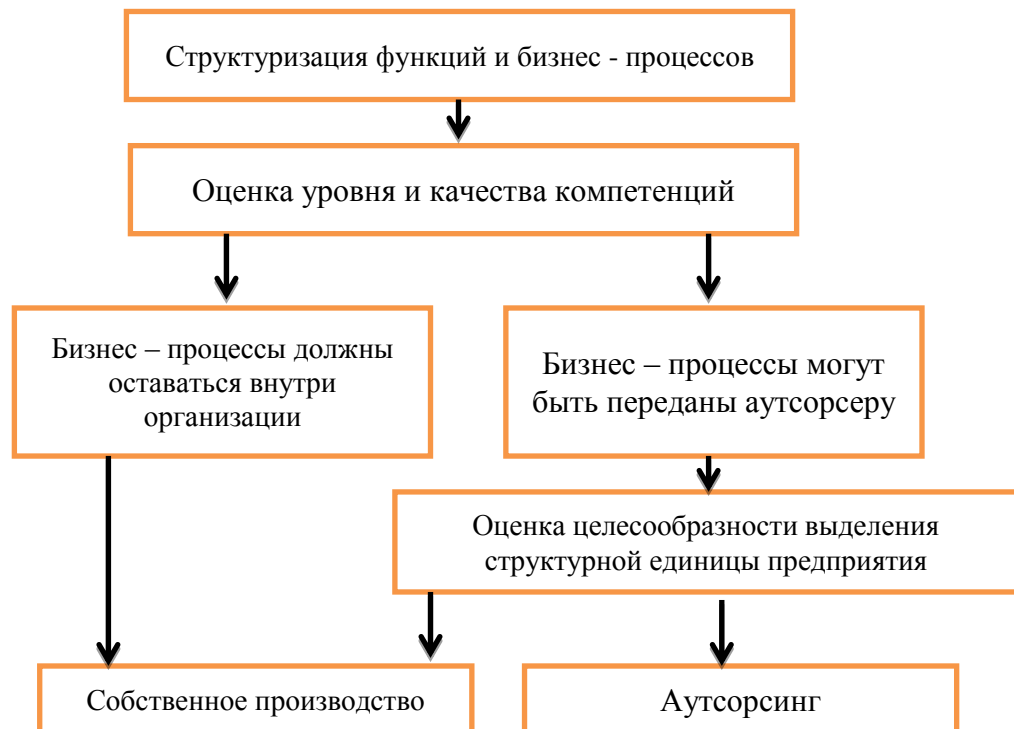 Структуризация функций и бизнес - процессов
Оценка уровня и качества компетенций
Бизнес – процессы должны
оставаться внутри
организации
Бизнес – процессы могут
быть переданы аутсорсеру
Оценка целесообразности выделения
структурной единицы предприятия
Собственное производство
Аутсорсинг